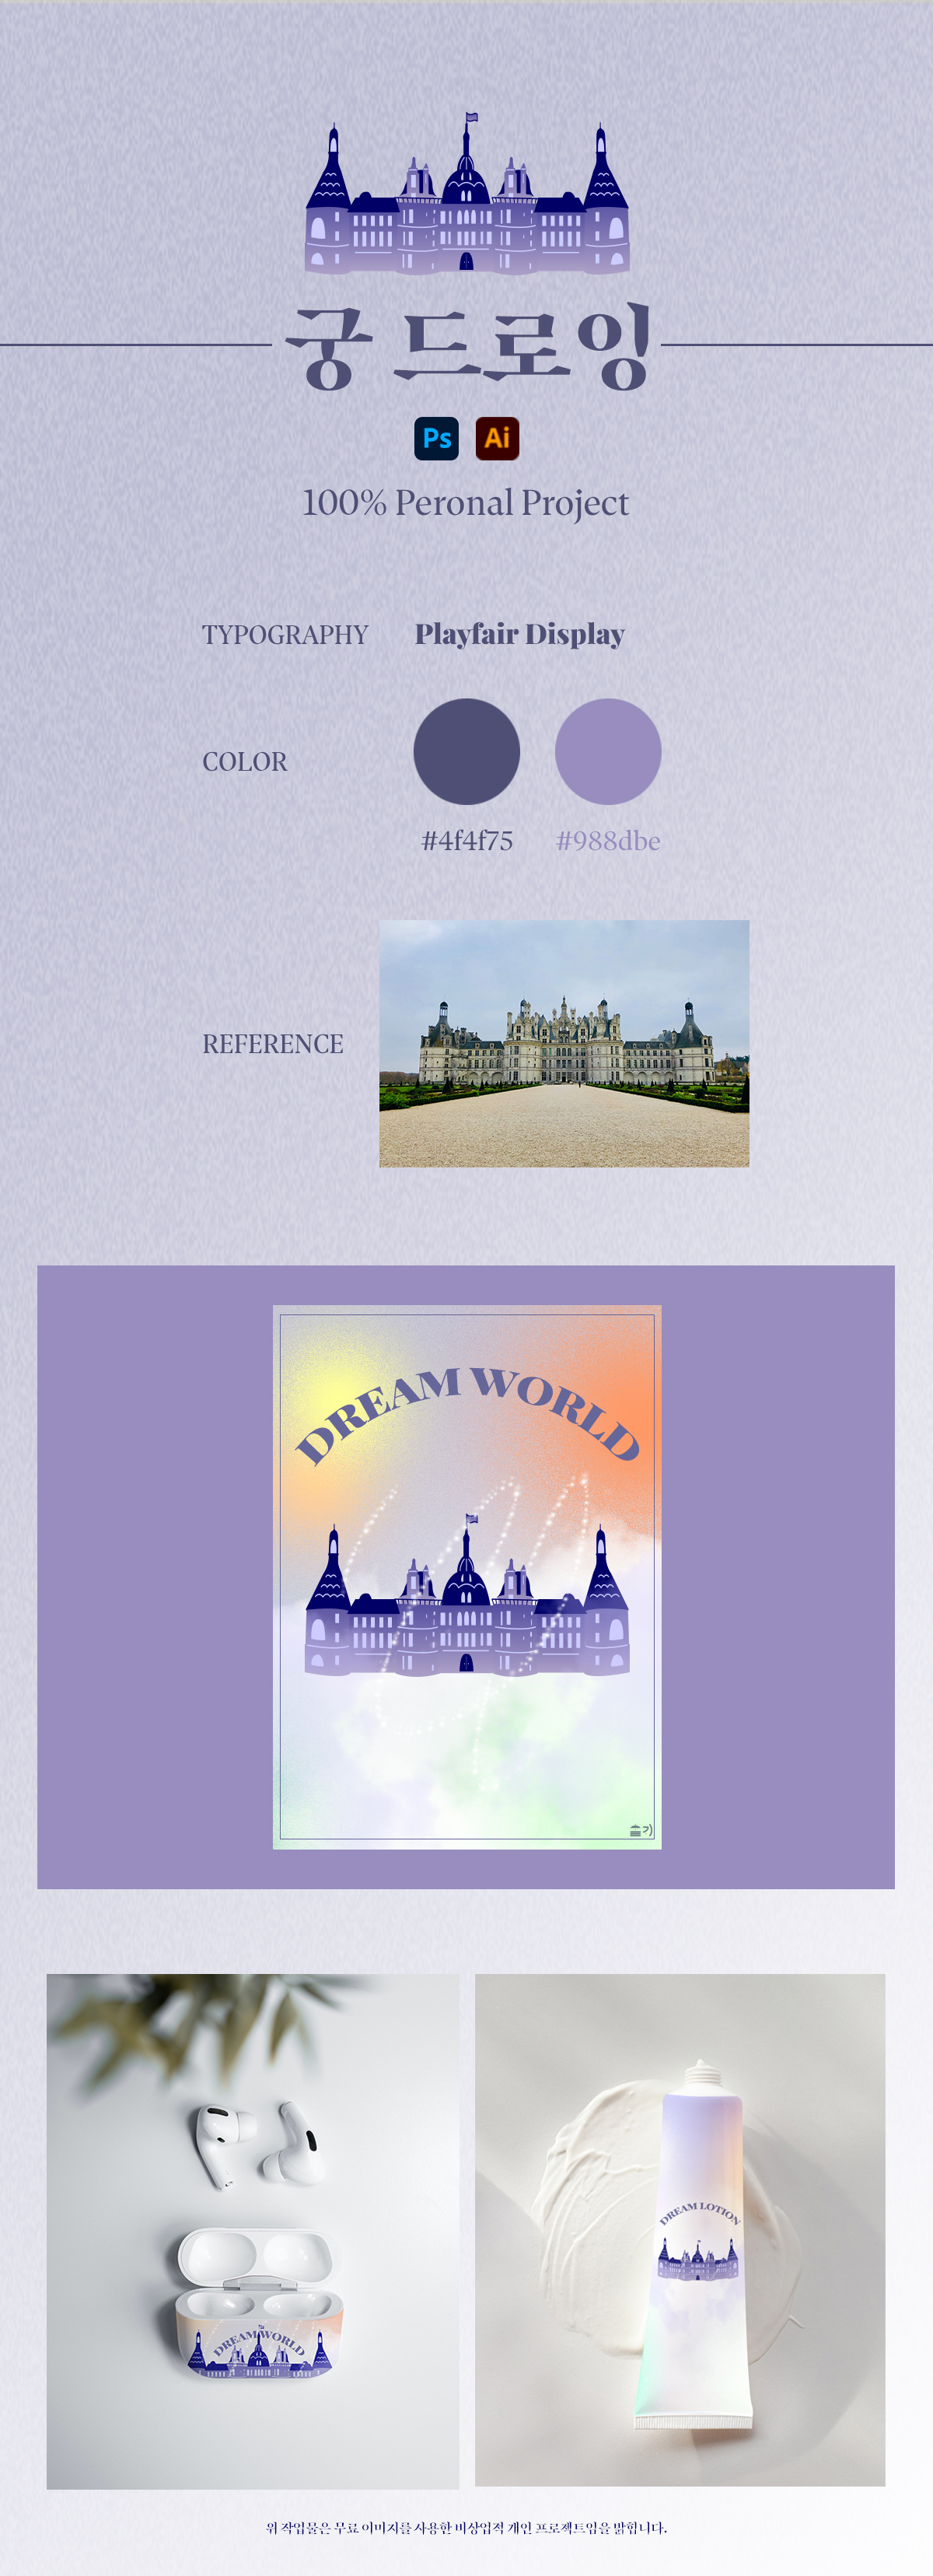 궁 드로잉
Ps Ai
100% Peronal Project
TYPOGRAPHY Playfair Display
COLOR
#4f4f75 #988dbe
REFERENCE
DREAM WORLD
DREAM WORLD
DREAM LOTION
위 작업물은 무료 이미지를 사용한 비상업적 개인 프로젝트임을 밝힙니다.